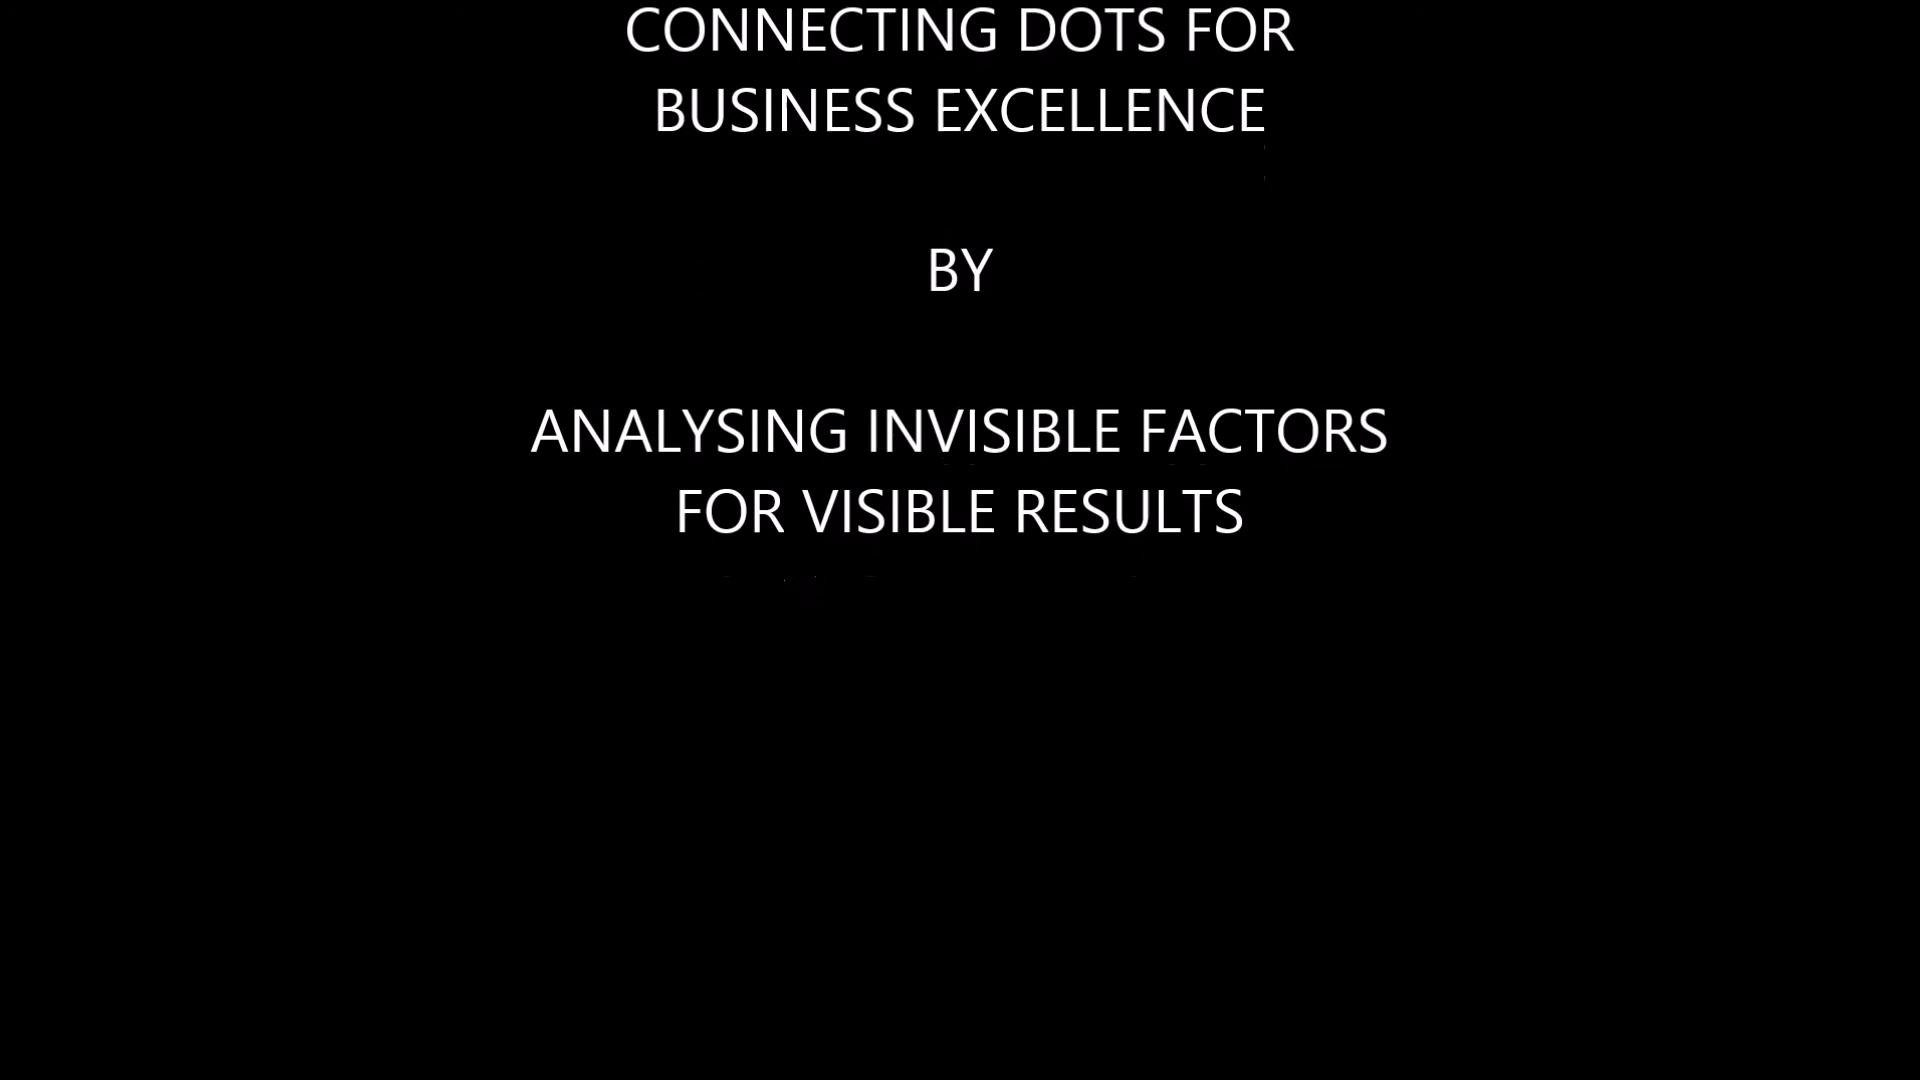 CONNECTING DOTS FOR
BUSINESS EXCELLENCE
BY
ANALYSING INVISIBLE FACTORS
FOR VISIBLE RESULTS